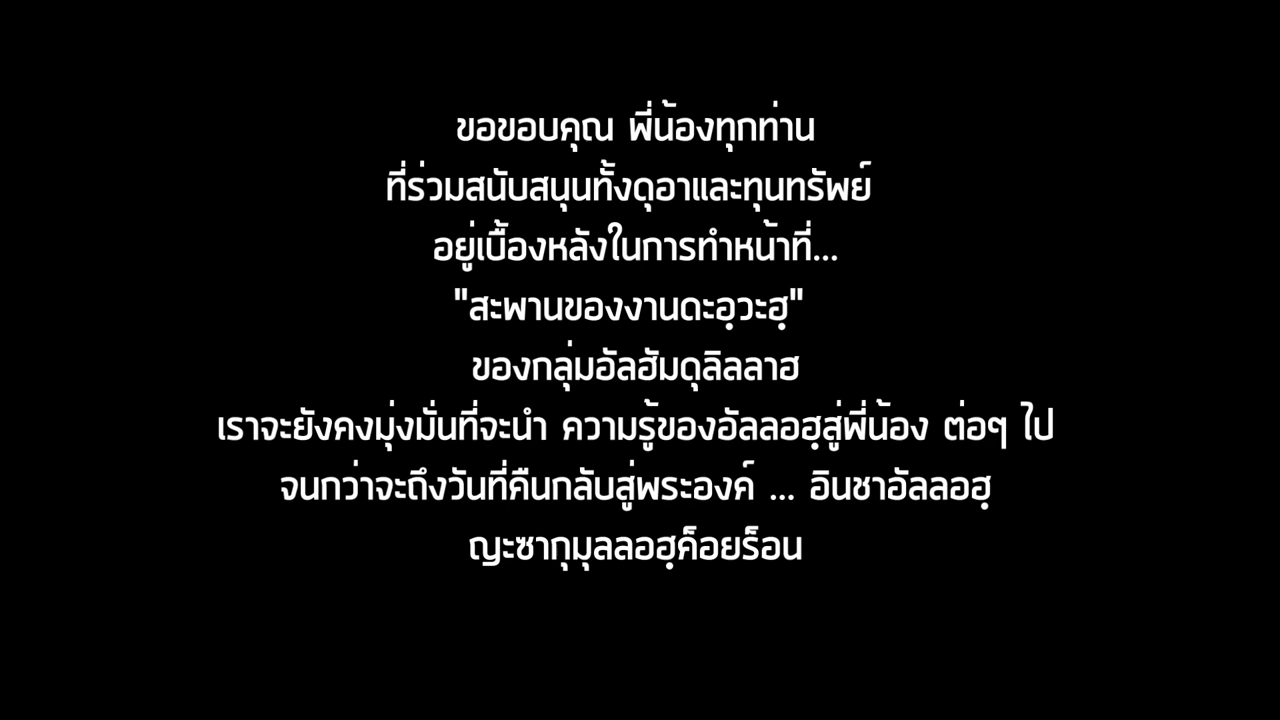 ขอขอบคุณ พี่น้องทุกท่าน
ที่ร่วมสนับสนุนทั้งดุอาและทุนทรัพย์
อยู่เบื้องหลังในการทำหน้าที่...
"สะพานของงานดะอฺวะฮฺ"
ของกลุ่มอัลฮัมดุลิลลาฮ
เราจะยังคงมุ่งมั่นที่จะนำ ความรู้ของอัลลอฮฺสู่พี่น้อง ต่อๆ ไป
จนกว่าจะถึงวันที่คืนกลับสู่พระองค์ ... อินชาอัลลอฮฺ
ญะซากุมุลลอฮฺค็อยร็อน